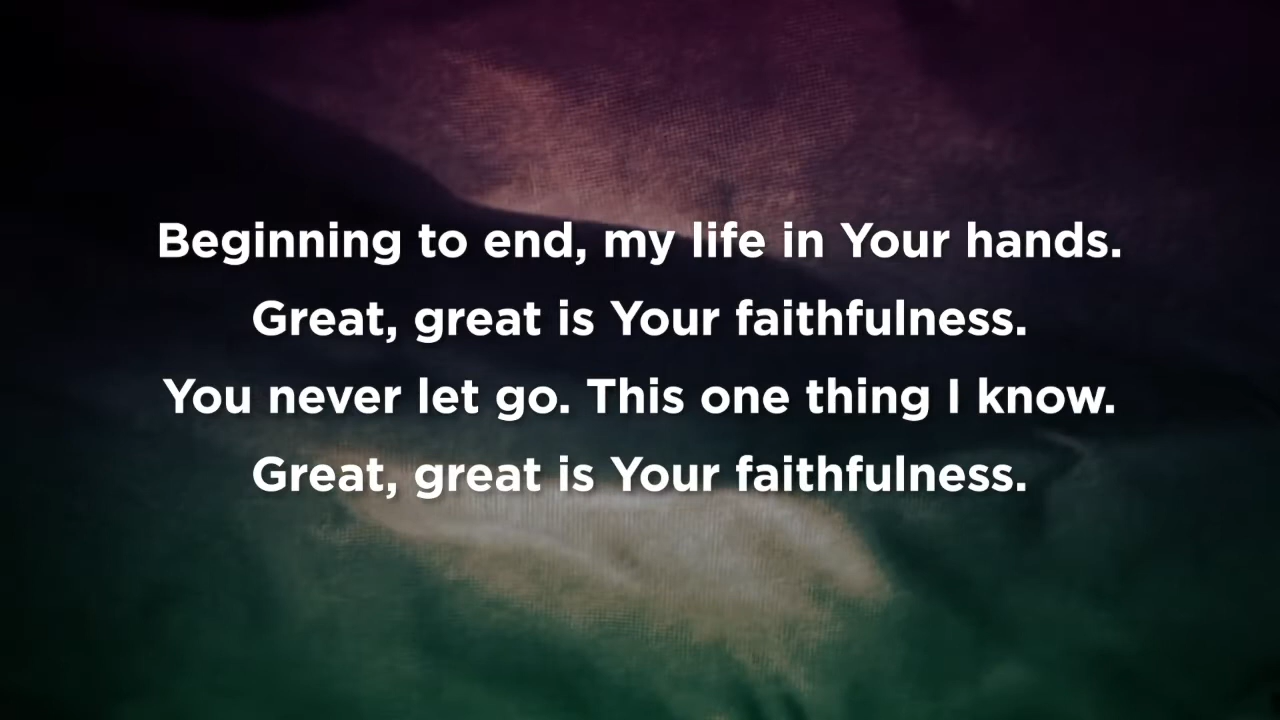 Beginning to end, my life in Your hands.
Great, great is Your faithfulness.
You never let go. This one thing I know.
Great, great is Your faithfulness.